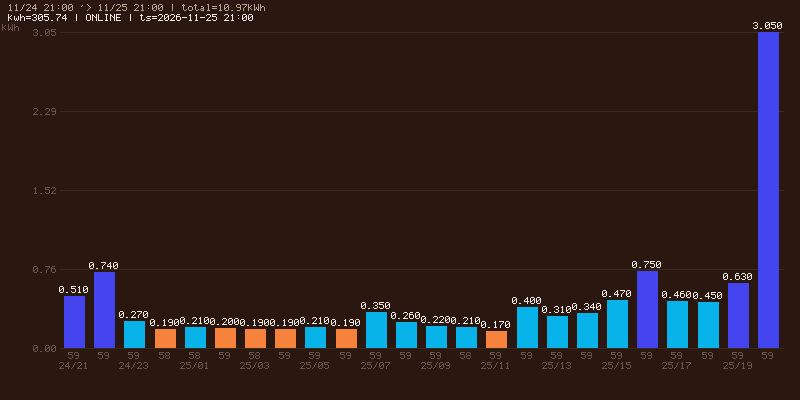 11/24 21:00 -> 11/25 21:00 | total=10.97kWh
Kwh=305.74 | ONLINE | ts=2026-11-25 21:00
kWh
3.050
3.05
2.29
1.52
0.76
0.00
0.510 0.740 0.270 0.190 0.210 0.200 0.190 0.190 0.210 0.190 0.350 0.260 0.220 0.210 0.170 0.400 0.310 0.340 0.470 0.750 0.460 0.450 0.630
59 59 59 58 58 59 58 59 59 59 59 59 59 58 59 59 59 59 59 59 59 59 59 59
24/21 24/23 25/01 25/03 25/05 25/07 25/09 25/11 25/13 25/15 25/17 25/19